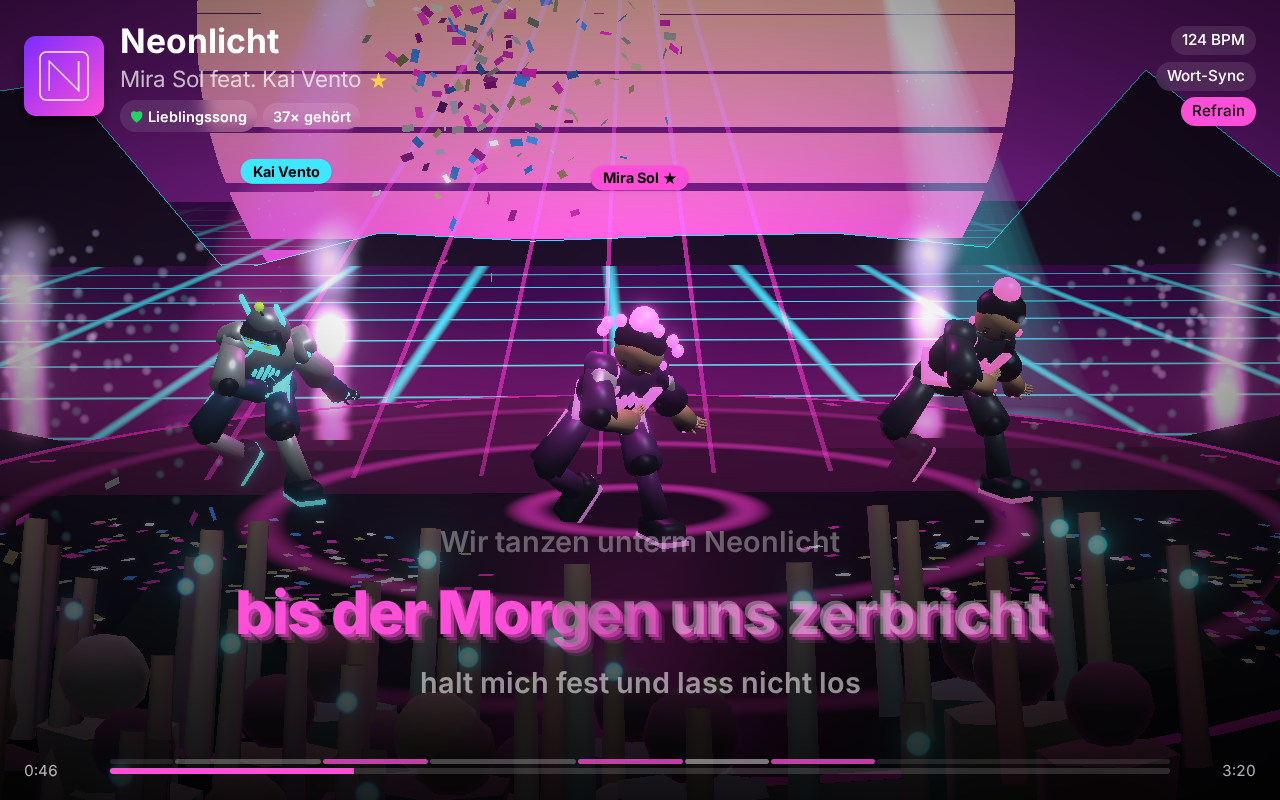 N
Neonlicht
Mira Sol feat. Kai Vento ★
Lieblingssong
37× gehört
124 BPM
Wort-Sync
Refrain
Kai Vento
Mira Sol ★
Wir tanzen unterm Neonlicht
bis der Morgen uns zerbricht
halt mich fest und lass nicht los
0:46
3:20